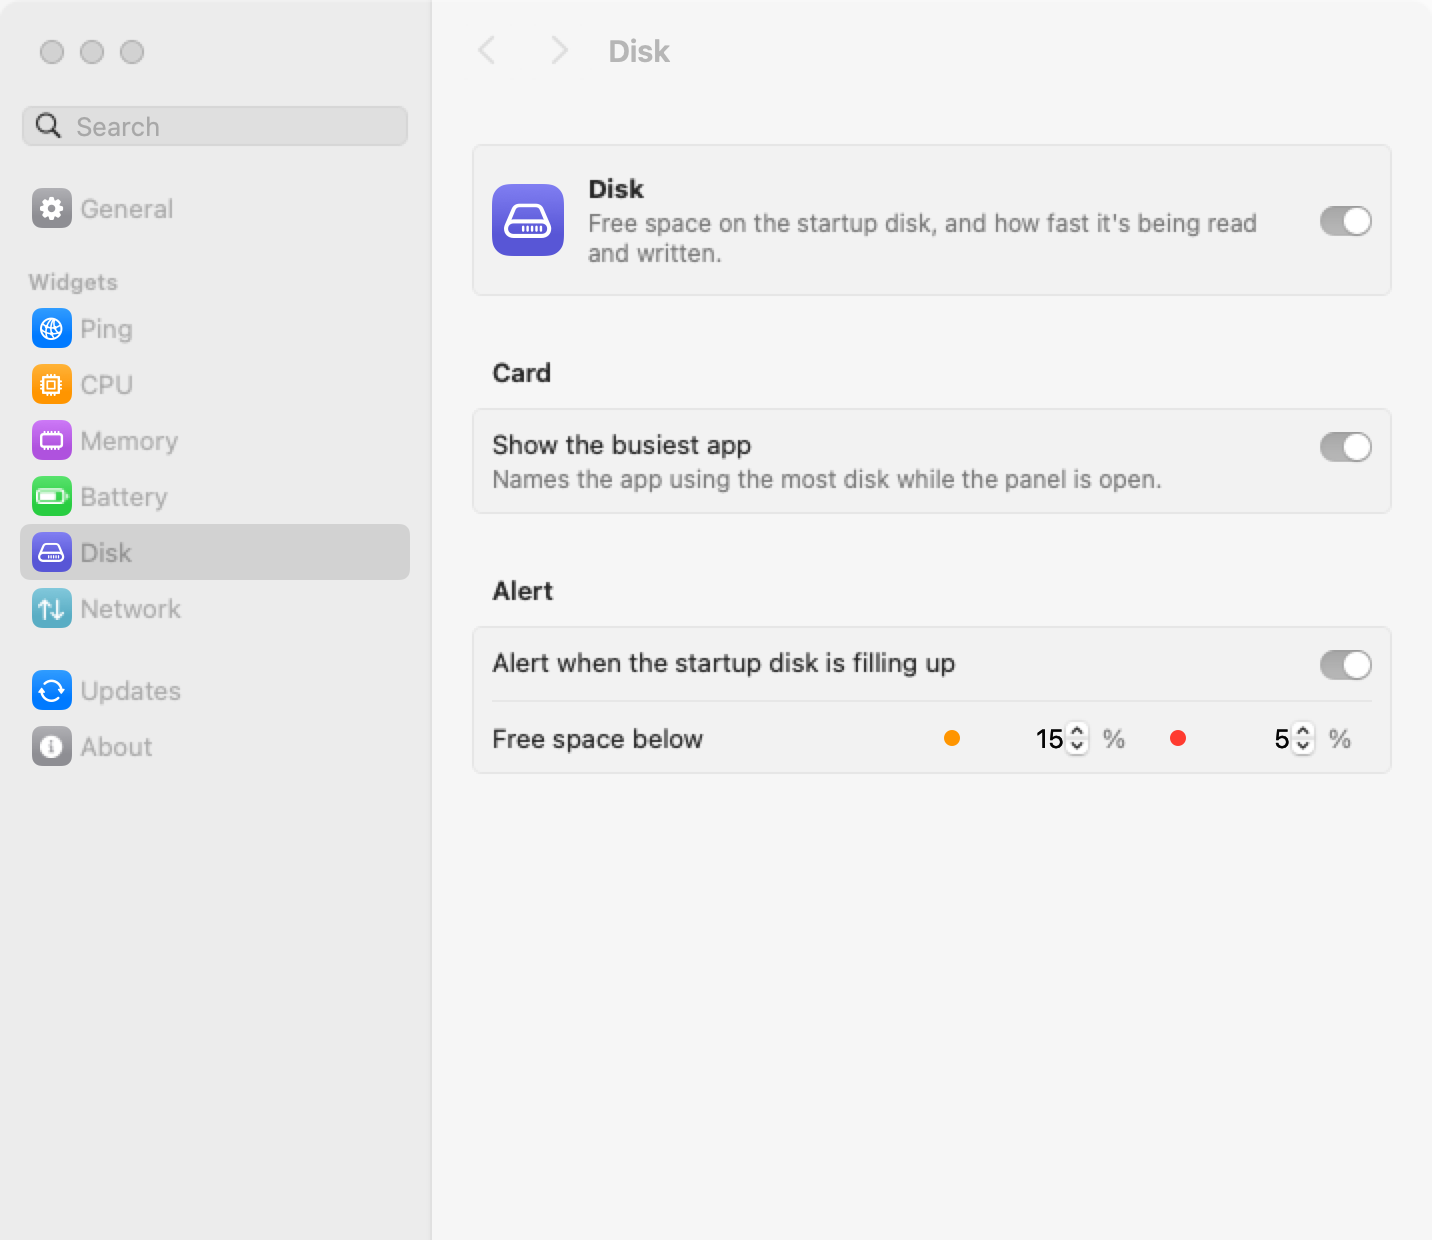 Disk
Search
General
Widgets
Ping
CPU
Memory
Battery
Disk
Network
Updates
About
Disk
Free space on the startup disk, and how fast it's being read
and written.
Card
Show the busiest app
Names the app using the most disk while the panel is open.
Alert
Alert when the startup disk is filling up
Free space below 15 % 5 %